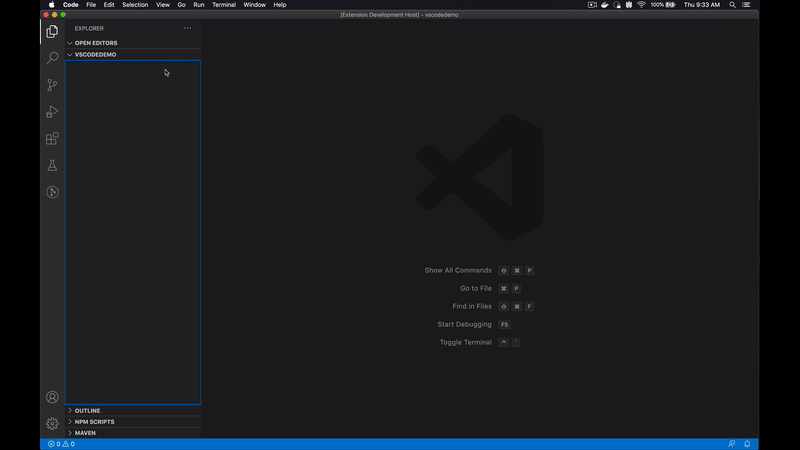 Code File Edit Selection View Go Run Terminal Window Help 100% Thu 9:33 AM
[Extension Development Host] – vscodedemo
EXPLORER
OPEN EDITORS
VSCODEDEMO
Show All Commands ⇧ ⌘ P
Go to File ⌘ P
Find in Files ⇧ ⌘ F
Start Debugging F5
Toggle Terminal ^ `
OUTLINE
NPM SCRIPTS
MAVEN
0 0